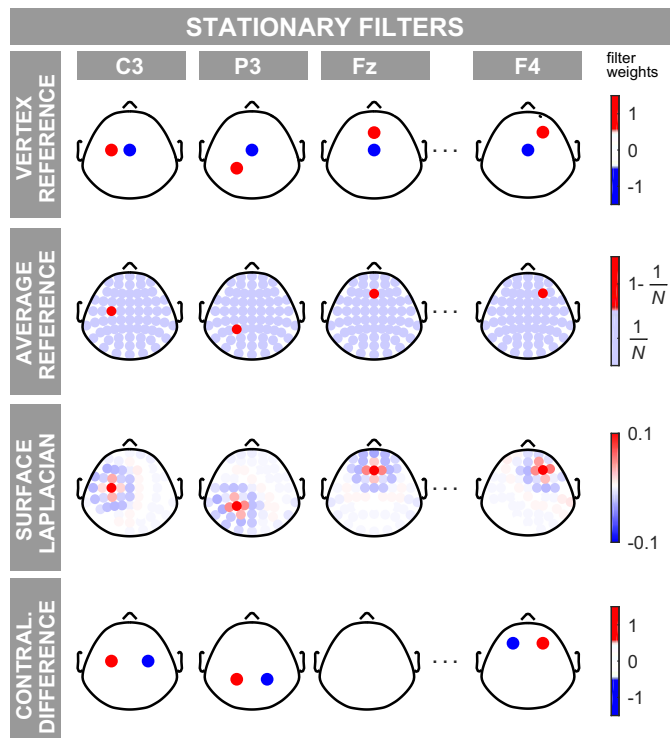 STATIONARY FILTERS
C3 P3 Fz F4
filter
weights
VERTEX
REFERENCE
1
0
-1
. . .
AVERAGE
REFERENCE
1- 1/N
1/N
. . .
SURFACE
LAPLACIAN
0.1
-0.1
. . .
CONTRAL.
DIFFERENCE
1
0
-1
. . .